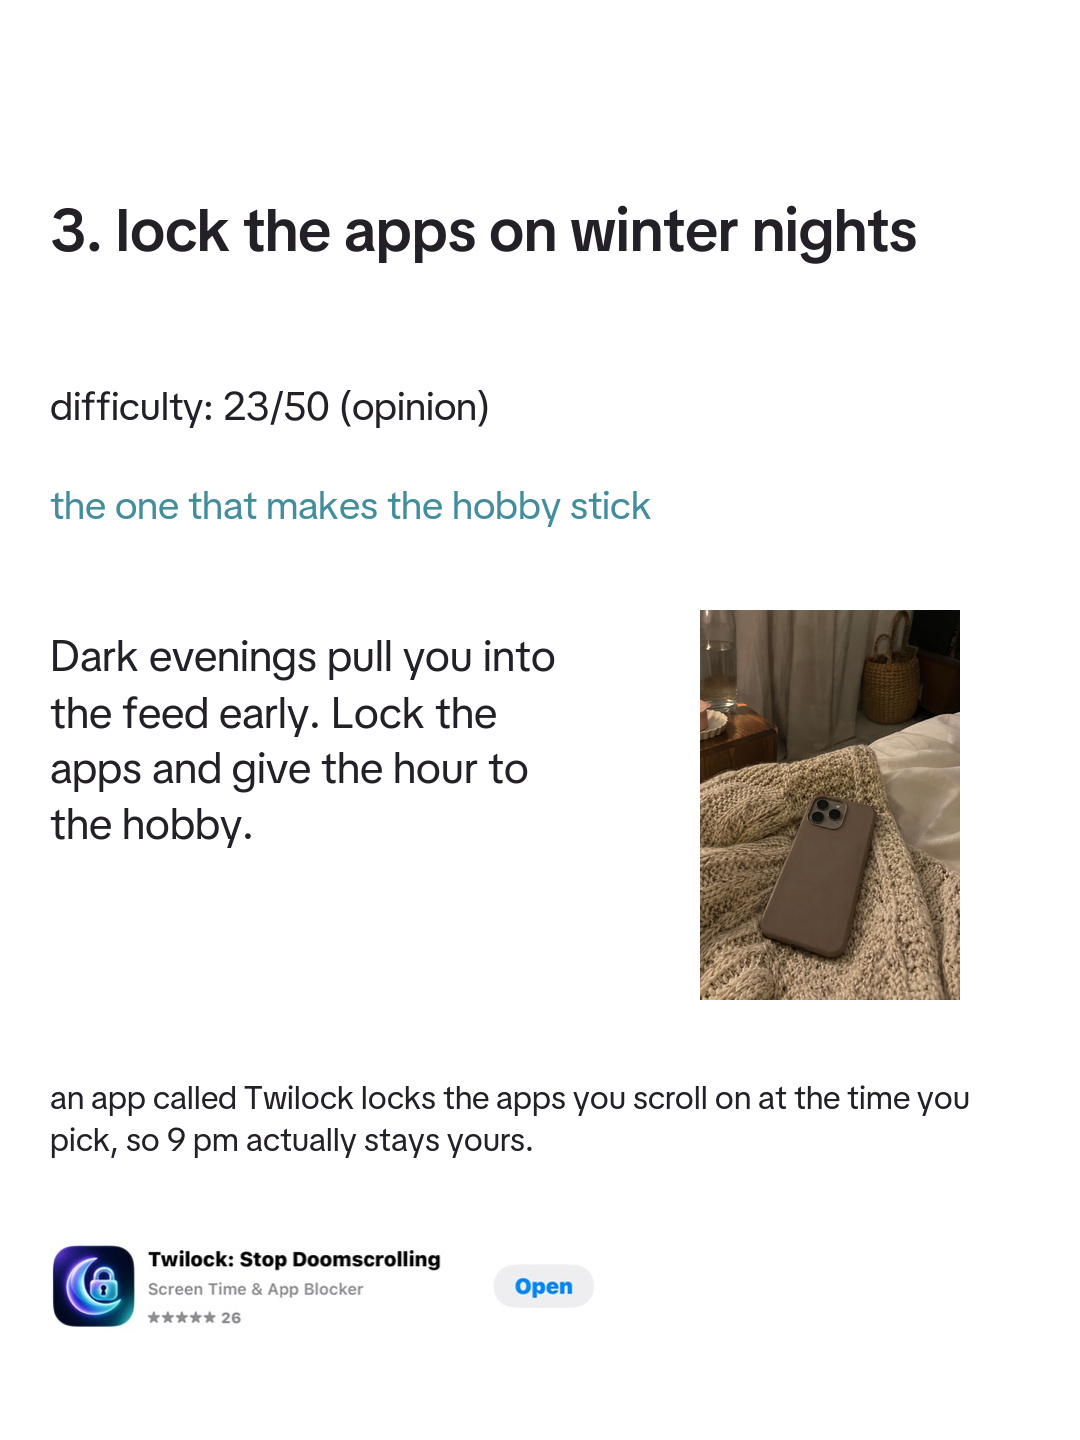 3. lock the apps on winter nights
difficulty: 23/50 (opinion)
the one that makes the hobby stick
Dark evenings pull you into
the feed early. Lock the
apps and give the hour to
the hobby.
an app called Twilock locks the apps you scroll on at the time you
pick, so 9 pm actually stays yours.
Twilock: Stop Doomscrolling
Screen Time & App Blocker
★★★★★ 26
Open